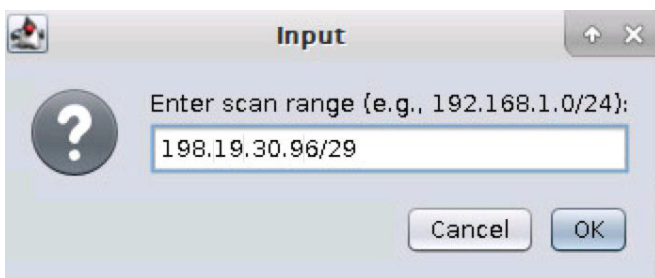 Input
Enter scan range (e.g., 192.168.1.0/24):
198.19.30.96/29
Cancel
OK